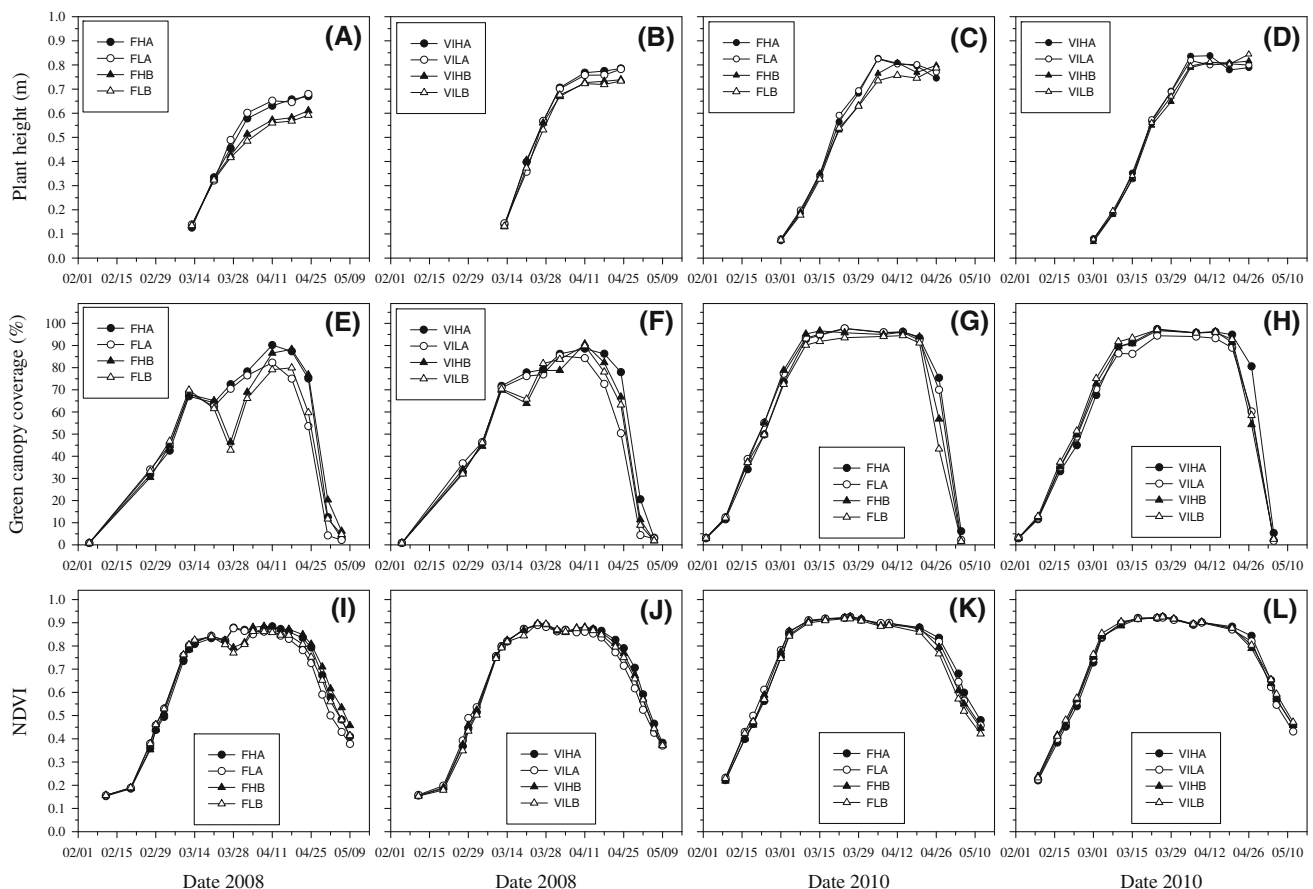 Plant height (m)
1.0
0.9
0.8
0.7
0.6
0.5
0.4
0.3
0.2
0.1
0.0
FHA
FLA
FHB
FLB
(A)
02/01 02/15 02/29 03/14 03/28 04/11 04/25 05/09
VIHA
VILA
VIHB
VILB
(B)
02/01 02/15 02/29 03/14 03/28 04/11 04/25 05/09
FHA
FLA
FHB
FLB
(C)
02/01 02/15 03/01 03/15 03/29 04/12 04/26 05/10
VIHA
VILA
VIHB
VILB
(D)
02/01 02/15 03/01 03/15 03/29 04/12 04/26 05/10
Green canopy coverage (%)
100
90
80
70
60
50
40
30
20
10
0
FHA
FLA
FHB
FLB
(E)
02/01 02/15 02/29 03/14 03/28 04/11 04/25 05/09
VIHA
VILA
VIHB
VILB
(F)
02/01 02/15 02/29 03/14 03/28 04/11 04/25 05/09
(G)
FHA
FLA
FHB
FLB
02/01 02/15 03/01 03/15 03/29 04/12 04/26 05/10
(H)
VIHA
VILA
VIHB
VILB
02/01 02/15 03/01 03/15 03/29 04/12 04/26 05/10
NDVI
1.0
0.9
0.8
0.7
0.6
0.5
0.4
0.3
0.2
0.1
0.0
(I)
FHA
FLA
FHB
FLB
02/01 02/15 02/29 03/14 03/28 04/11 04/25 05/09
Date 2008
(J)
VIHA
VILA
VIHB
VILB
02/01 02/15 02/29 03/14 03/28 04/11 04/25 05/09
Date 2008
(K)
FHA
FLA
FHB
FLB
02/01 02/15 03/01 03/15 03/29 04/12 04/26 05/10
Date 2010
(L)
VIHA
VILA
VIHB
VILB
02/01 02/15 03/01 03/15 03/29 04/12 04/26 05/10
Date 2010